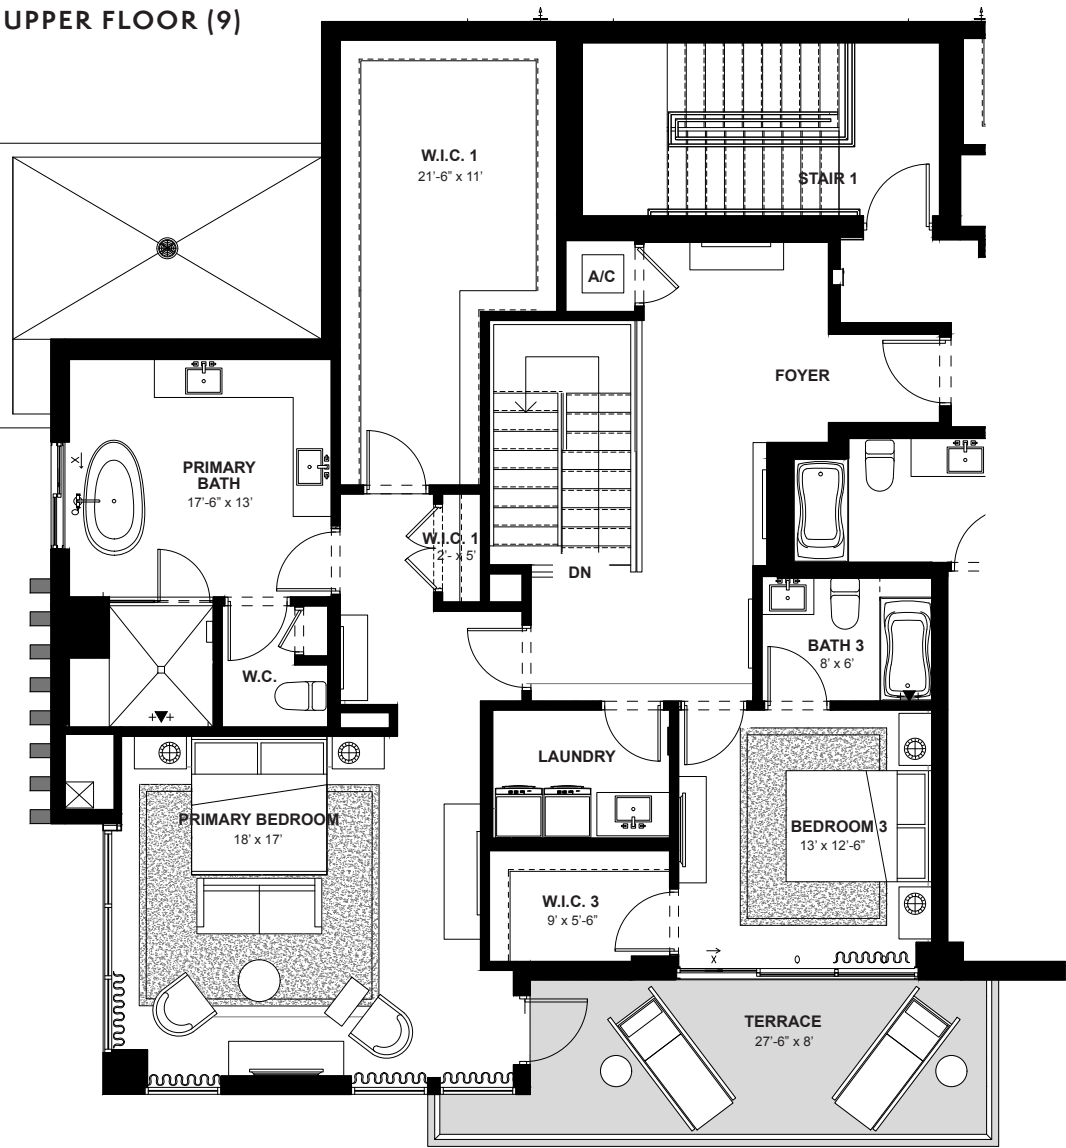 UPPER FLOOR (9)
W.I.C. 1
21'-6" x 11'
STAIR 1
A/C
FOYER
PRIMARY
BATH
17'-6" x 13'
X
W.I.C. 1
2'- x 5'
DN
BATH 3
8' x 6'
W.C.
LAUNDRY
PRIMARY BEDROOM
18' x 17'
BEDROOM 3
13' x 12'-6"
W.I.C. 3
9' x 5'-6"
X
O
TERRACE
27'-6" x 8'